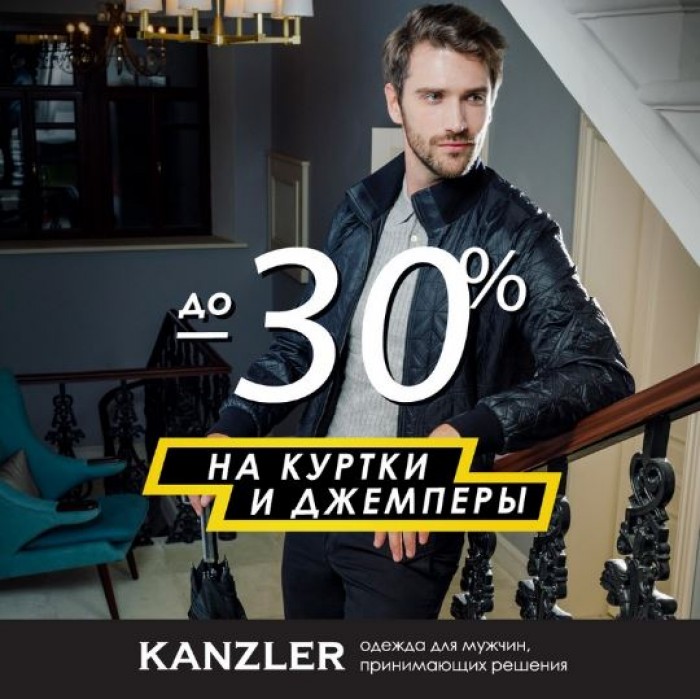 до
–30%
НА КУРТКИ
И ДЖЕМПЕРЫ
KANZLER
одежда для мужчин,
принимающих решения